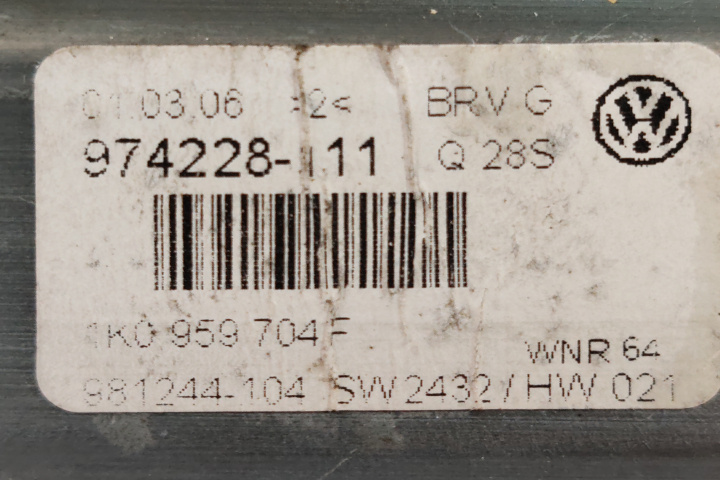 01.03.06 >2< BRV G
974228-111 Q 28S
1K0 959 704 F
WNR 64
981244-104 SW2432 / HW 021